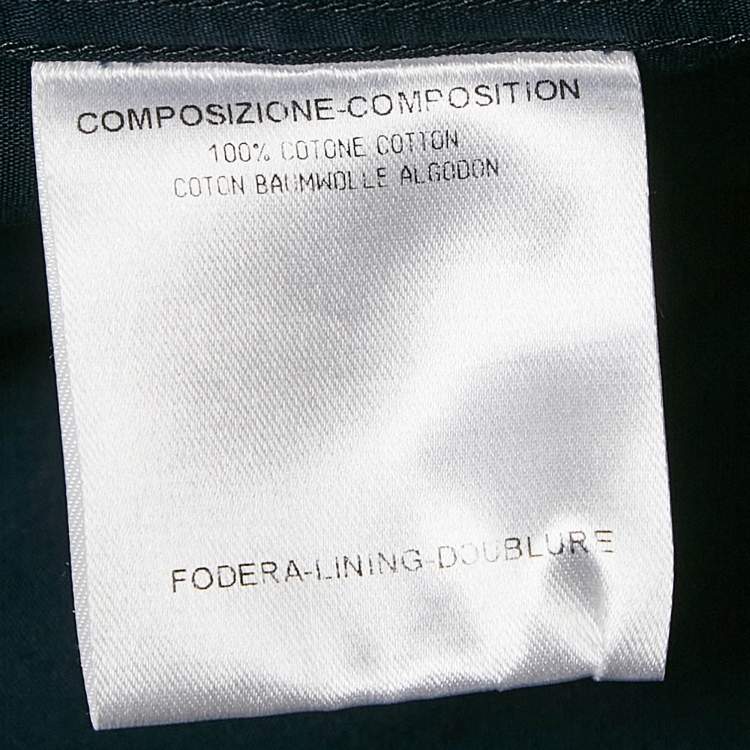 COMPOSIZIONE-COMPOSITION
100% COTONE COTTON
COTON BAUMWOLLE ALGODON
FODERA-LINING-DOUBLURE